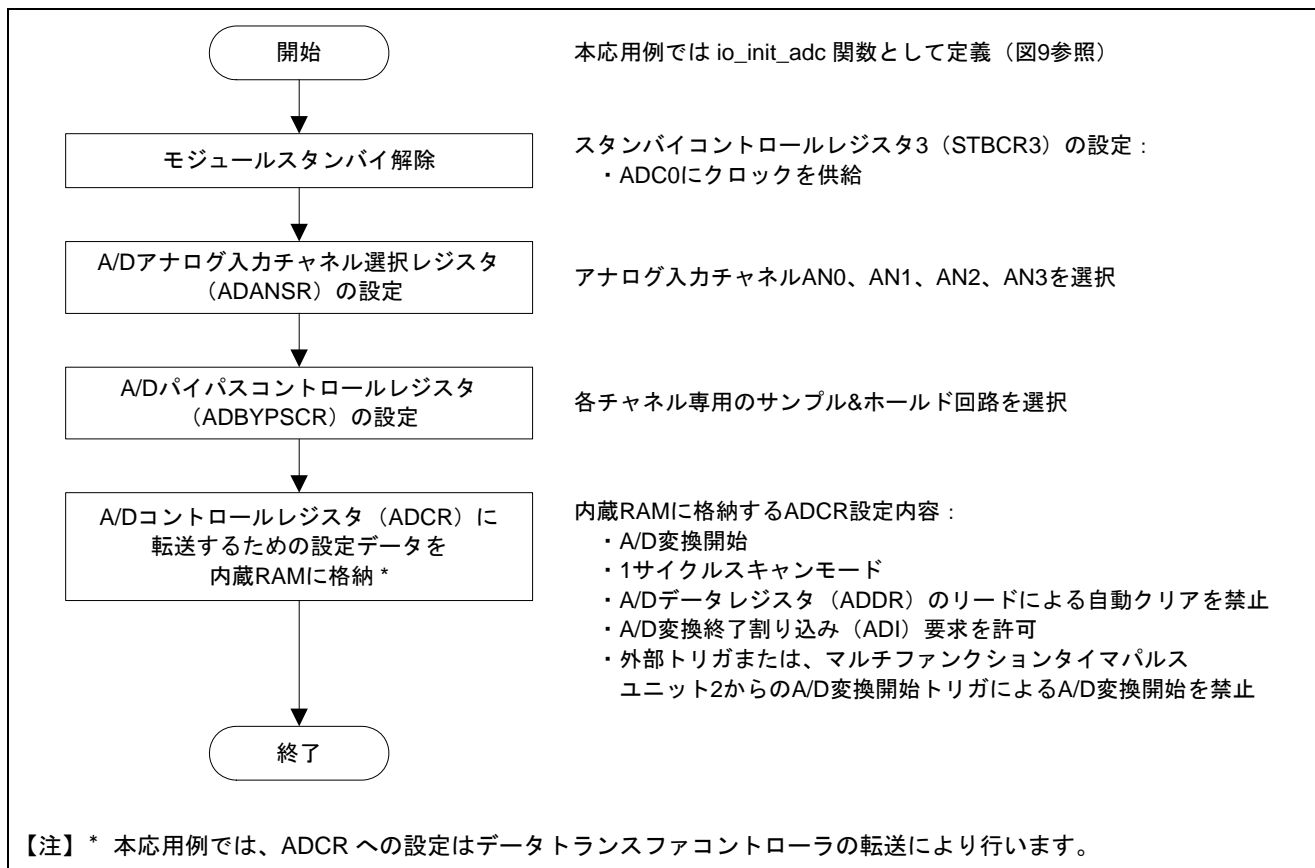 開始
本応用例では io_init_adc 関数として定義（図9参照）
モジュールスタンバイ解除
スタンバイコントロールレジスタ3（STBCR3）の設定：
・ADC0にクロックを供給
A/Dアナログ入力チャネル選択レジスタ
（ADANSR）の設定
アナログ入力チャネルAN0、AN1、AN2、AN3を選択
A/Dパイパスコントロールレジスタ
（ADBYPSCR）の設定
各チャネル専用のサンプル&ホールド回路を選択
A/Dコントロールレジスタ（ADCR）に
転送するための設定データを
内蔵RAMに格納 *
内蔵RAMに格納するADCR設定内容：
・A/D変換開始
・1サイクルスキャンモード
・A/Dデータレジスタ（ADDR）のリードによる自動クリアを禁止
・A/D変換終了割り込み（ADI）要求を許可
・外部トリガまたは、マルチファンクションタイマパルス
ユニット2からのA/D変換開始トリガによるA/D変換開始を禁止
終了
【注】* 本応用例では、ADCR への設定はデータトランスファコントローラの転送により行います。